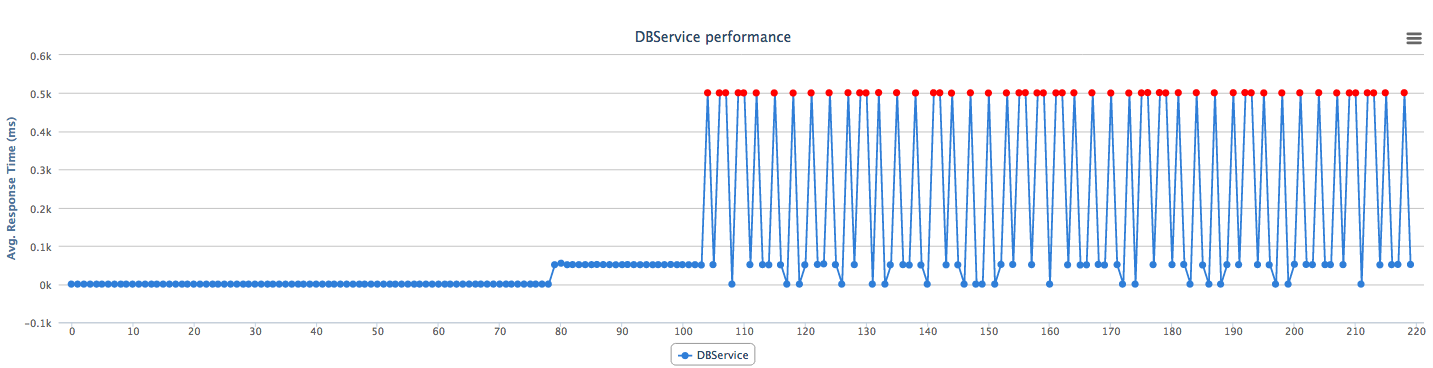 DBService performance
0.6k
0.5k
0.4k
0.3k
0.2k
0.1k
0k
−0.1k
Avg. Response Time (ms)
0 10 20 30 40 50 60 70 80 90 100 110 120 130 140 150 160 170 180 190 200 210 220
DBService